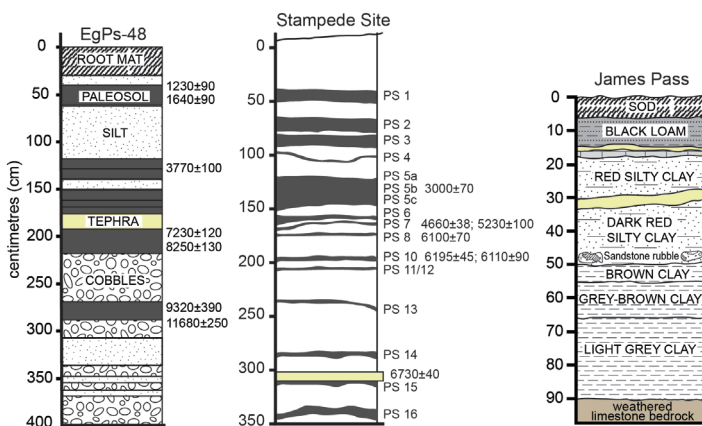 EgPs-48
0
50
100
150
200
250
300
350
400
centimetres (cm)
ROOT MAT
PALEOSOL
SILT
TEPHRA
COBBLES
1230±90
1640±90
3770±100
7230±120
8250±130
9320±390
11680±250
Stampede Site
0
50
100
150
200
250
300
350
PS 1
PS 2
PS 3
PS 4
PS 5a
PS 5b 3000±70
PS 5c
PS 6
PS 7 4660±38; 5230±100
PS 8 6100±70
PS 10 6195±45; 6110±90
PS 11/12
PS 13
PS 14
6730±40
PS 15
PS 16
James Pass
0
10
20
30
40
50
60
70
80
90
SOD
BLACK LOAM
RED SILTY CLAY
DARK RED
SILTY CLAY
Sandstone rubble
BROWN CLAY
GREY-BROWN CLAY
LIGHT GREY CLAY
weathered
limestone bedrock